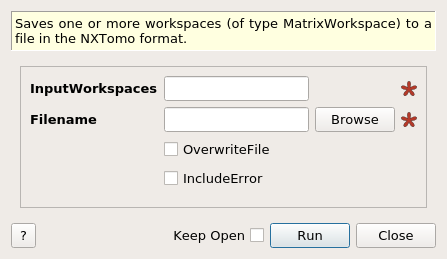 Saves one or more workspaces (of type MatrixWorkspace) to a
file in the NXTomo format.
InputWorkspaces
Filename Browse
OverwriteFile
IncludeError
? Keep Open Run Close